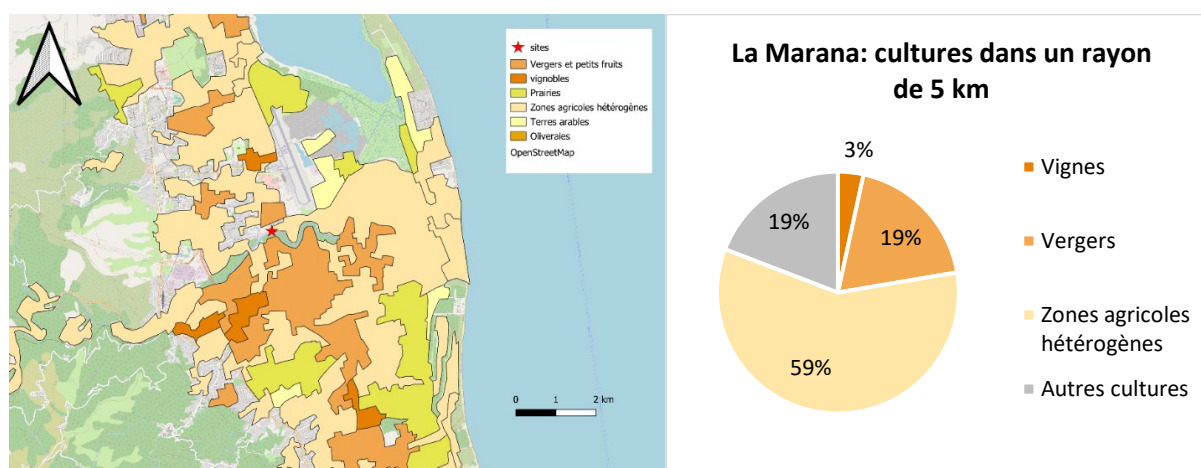 sites
Vergers et petits fruits
vignobles
Prairies
Zones agricoles hétérogènes
Terres arables
Oliveraies
OpenStreetMap
0 1 2 km
La Marana: cultures dans un rayon
de 5 km
3%
19%
19%
59%
Vignes
Vergers
Zones agricoles
hétérogènes
Autres cultures